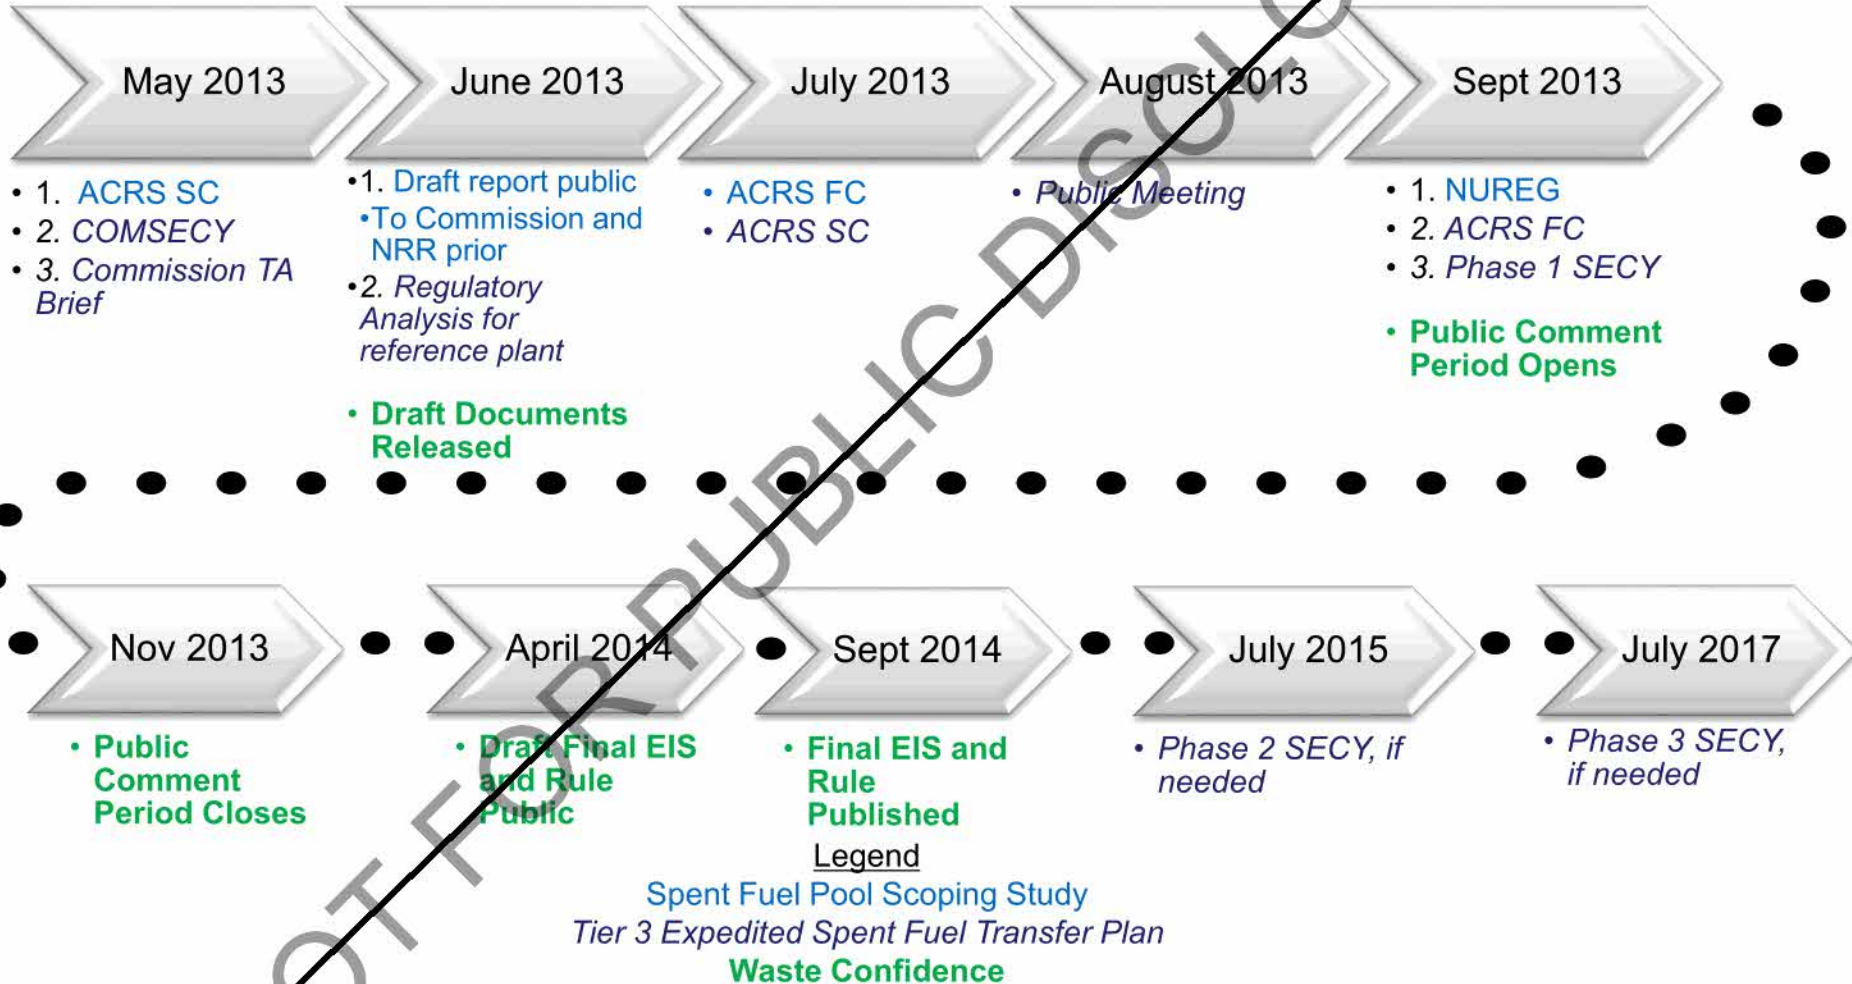 May 2013
June 2013
July 2013
August 2013
Sept 2013
• 1. ACRS SC
• 2. COMSECY
• 3. Commission TA
Brief
•1. Draft report public
•To Commission and
NRR prior
•2. Regulatory
Analysis for
reference plant
• Draft Documents
Released
• ACRS FC
• ACRS SC
• Public Meeting
• 1. NUREG
• 2. ACRS FC
• 3. Phase 1 SECY
• Public Comment
Period Opens
Nov 2013
April 2014
Sept 2014
July 2015
July 2017
• Public
Comment
Period Closes
• Draft Final EIS
and Rule
Public
• Final EIS and
Rule
Published
• Phase 2 SECY, if
needed
• Phase 3 SECY,
if needed
Legend
Spent Fuel Pool Scoping Study
Tier 3 Expedited Spent Fuel Transfer Plan
Waste Confidence
OT FOR PUBLIC DISCLO